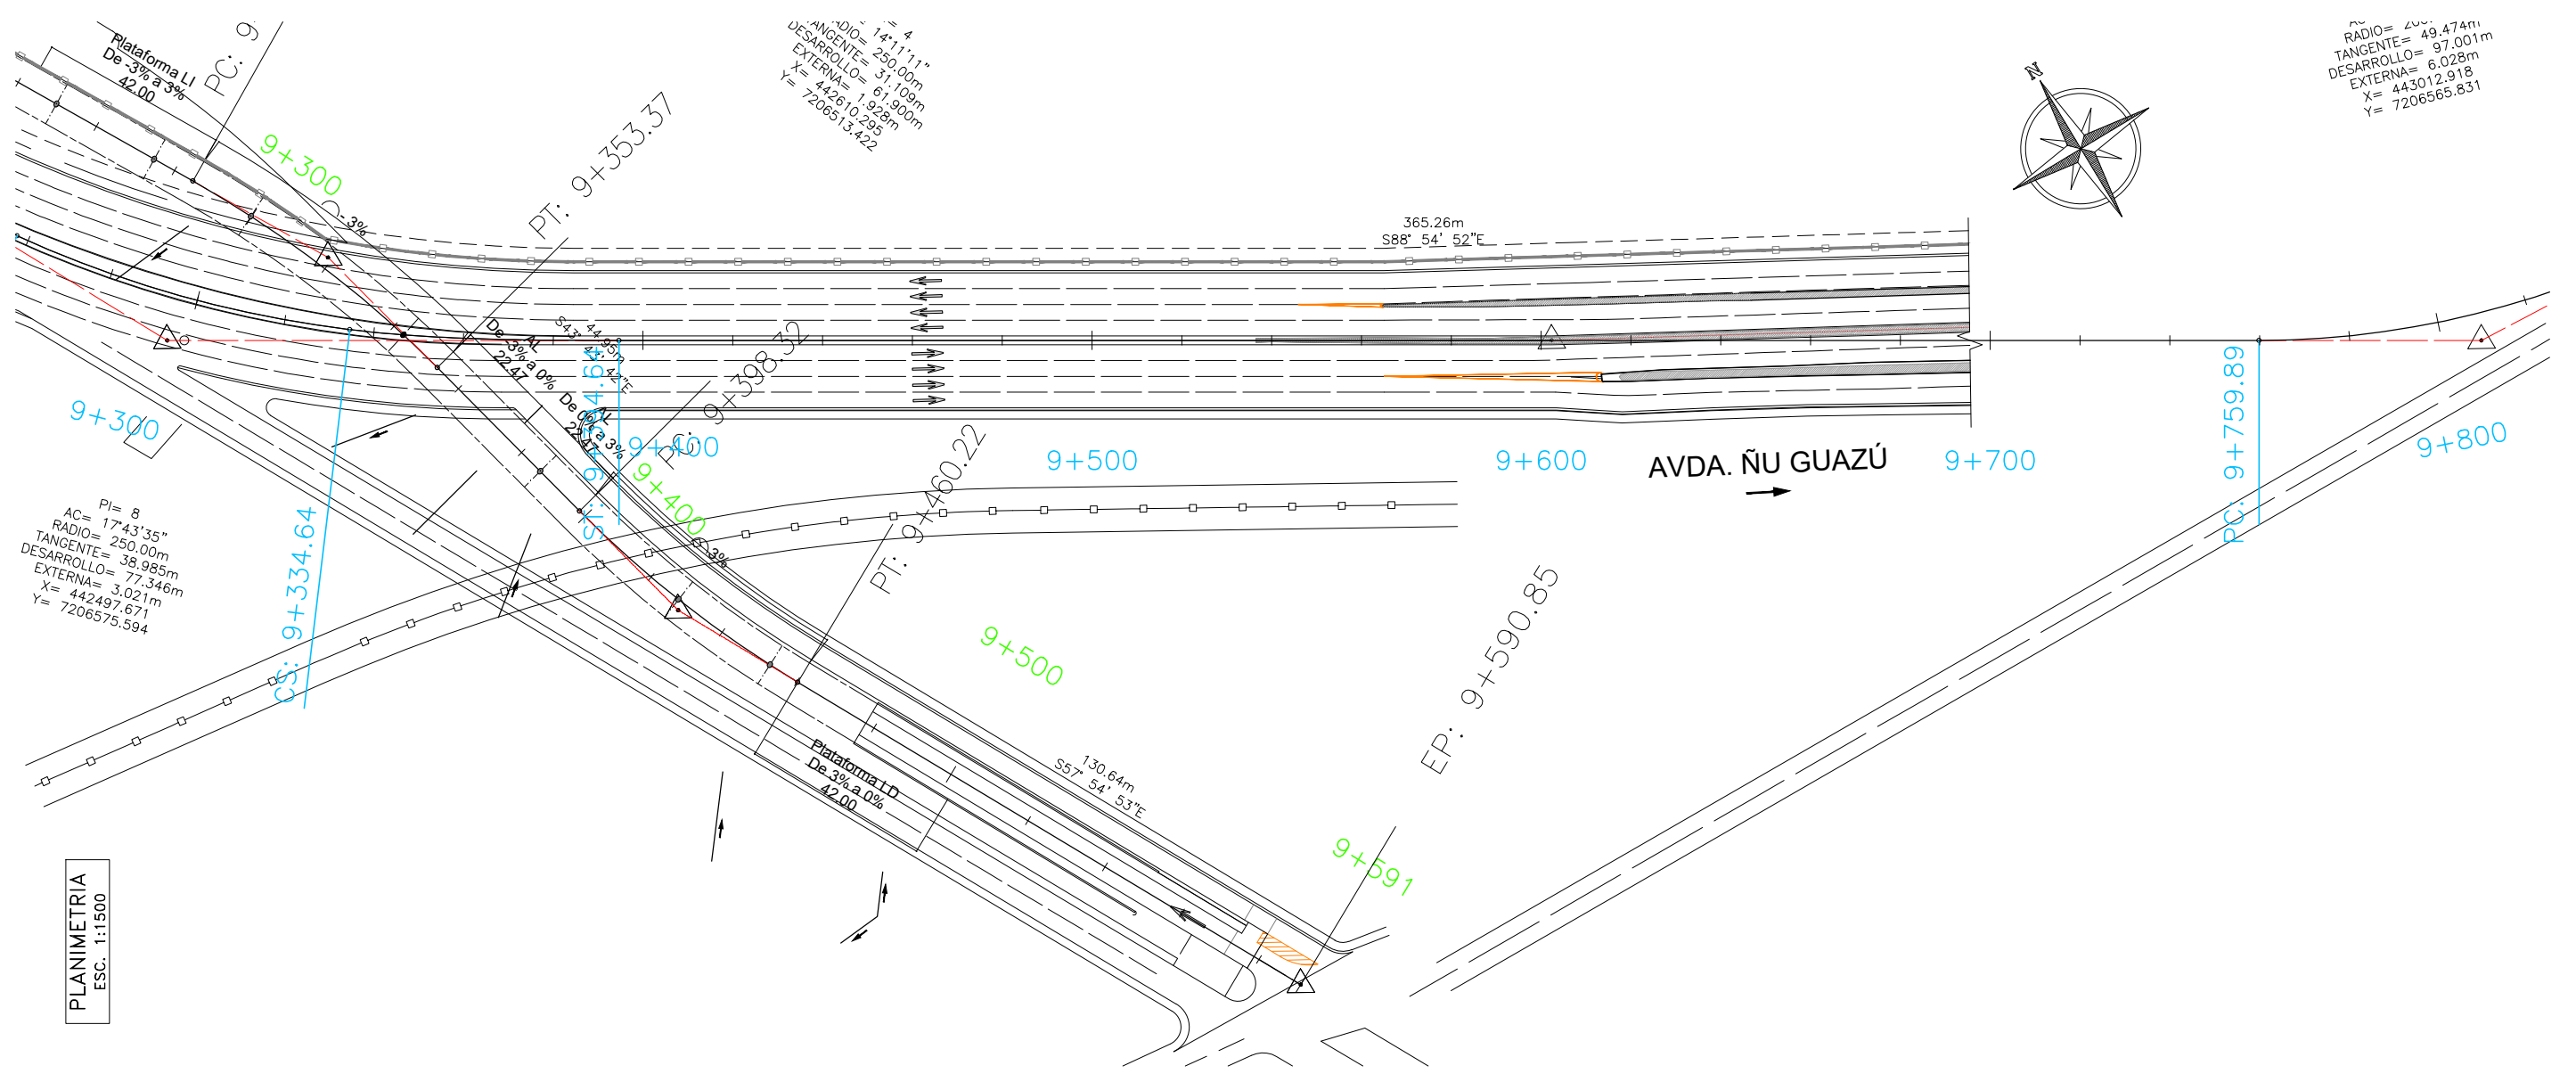 PC: 9
Plataforma LI
De -3% a 3%
42.00
9+300
- 3%
PT: 9+353.37
4
14°11'11"
RADIO= 250.00m
TANGENTE= 31.109m
DESARROLLO= 61.900m
EXTERNA= 1.928m
X= 442610.295
Y= 7206513.422
365.26m
S88° 54' 52"E
N
RADIO=
TANGENTE= 49.474m
DESARROLLO= 97.001m
EXTERNA= 6.028m
X= 443012.918
Y= 7206565.831
AL
De -3% a 0%
22.47
44.95m
AL
De 0% a 3%
22.47
PC: 9+398.32
9+300
9+400
9+500
9+600
AVDA. ÑU GUAZÚ
9+700
PC: 9+759.89
9+800
9+400
3%
PT: 9+460.22
PI= 8
AC= 17°43'35"
RADIO= 250.00m
TANGENTE= 38.985m
DESARROLLO= 77.346m
EXTERNA= 3.021m
X= 442497.671
Y= 7206575.594
CS: 9+334.64
9+500
EP: 9+590.85
130.64m
S57° 54' 53"E
Plataforma LD
De 3% a 0%
42.00
9+591
PLANIMETRIA
ESC. 1:1500